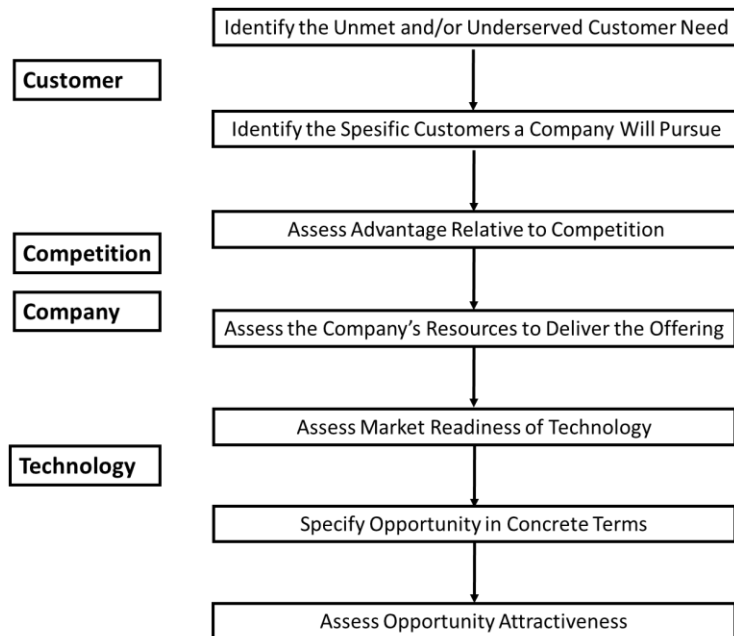 Identify the Unmet and/or Underserved Customer Need
Customer
Identify the Spesific Customers a Company Will Pursue
Assess Advantage Relative to Competition
Competition
Company
Assess the Company's Resources to Deliver the Offering
Assess Market Readiness of Technology
Technology
Specify Opportunity in Concrete Terms
Assess Opportunity Attractiveness